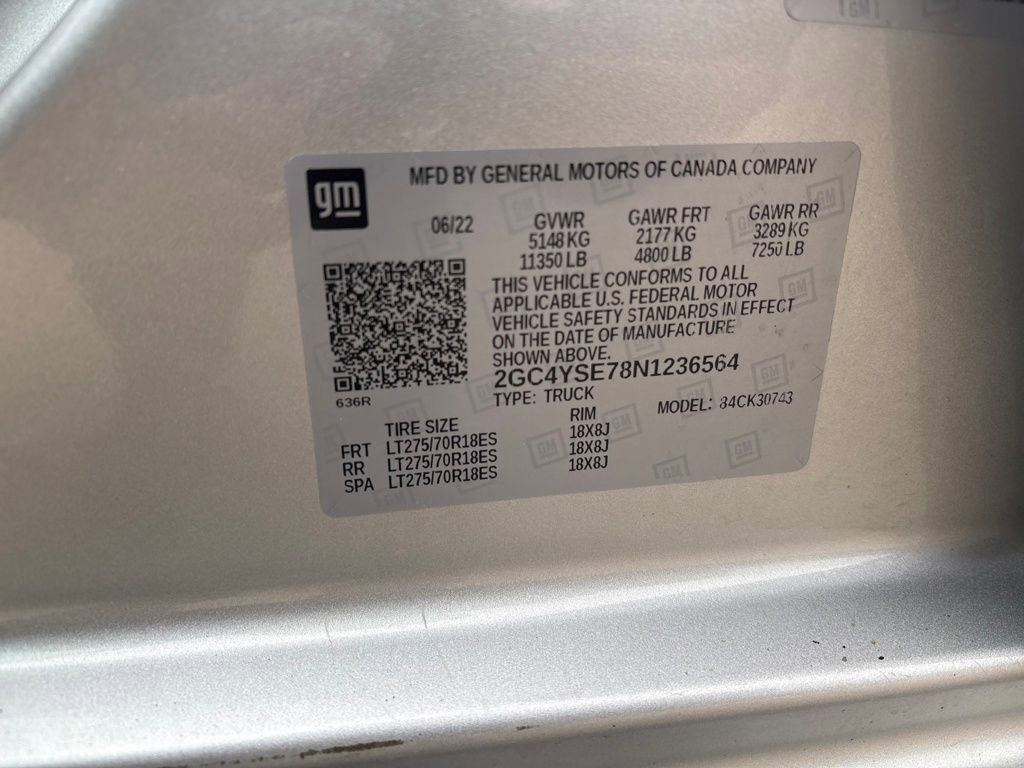 gm
MFD BY GENERAL MOTORS OF CANADA COMPANY
06/22
GVWR
5148 KG
11350 LB
GAWR FRT
2177 KG
4800 LB
GAWR RR
3289 KG
7250 LB
THIS VEHICLE CONFORMS TO ALL
APPLICABLE U.S. FEDERAL MOTOR
VEHICLE SAFETY STANDARDS IN EFFECT
ON THE DATE OF MANUFACTURE
SHOWN ABOVE.
2GC4YSE78N1236564
TYPE: TRUCK
MODEL: 84CK30743
636R
TIRE SIZE RIM
FRT LT275/70R18ES 18X8J
RR LT275/70R18ES 18X8J
SPA LT275/70R18ES 18X8J